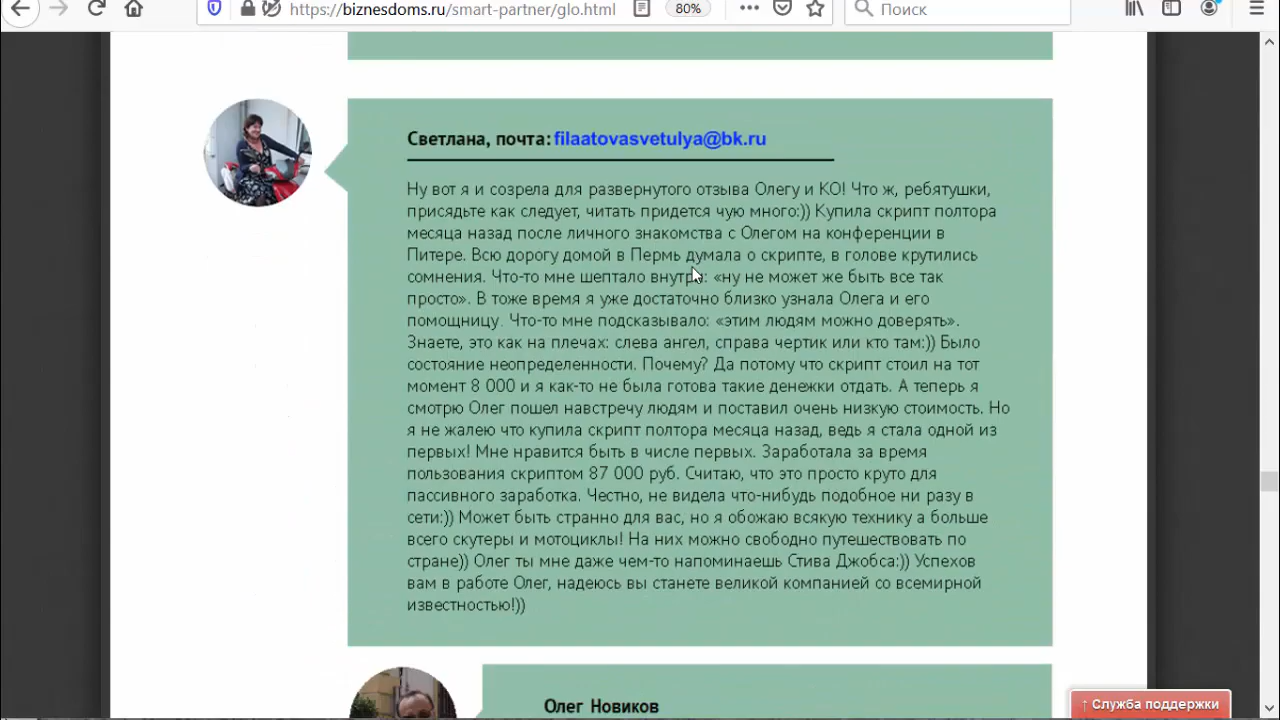 https://biznesdoms.ru/smart-partner/glo.html
80%
Поиск
Светлана, почта: filaatovasvetulya@bk.ru
Ну вот я и созрела для развернутого отзыва Олегу и КО! Что ж, ребятушки,
присядьте как следует, читать придется чую много:)) Купила скрипт полтора
месяца назад после личного знакомства с Олегом на конференции в
Питере. Всю дорогу домой в Пермь думала о скрипте, в голове крутились
сомнения. Что-то мне шептало внутри: «ну не может же быть все так
просто». В тоже время я уже достаточно близко узнала Олега и его
помощницу. Что-то мне подсказывало: «этим людям можно доверять».
Знаете, это как на плечах: слева ангел, справа чертик или кто там:)) Было
состояние неопределенности. Почему? Да потому что скрипт стоил на тот
момент 8 000 и я как-то не была готова такие денежки отдать. А теперь я
смотрю Олег пошел навстречу людям и поставил очень низкую стоимость. Но
я не жалею что купила скрипт полтора месяца назад, ведь я стала одной из
первых! Мне нравится быть в числе первых. Заработала за время
пользования скриптом 87 000 руб. Считаю, что это просто круто для
пассивного заработка. Честно, не видела что-нибудь подобное ни разу в
сети:)) Может быть странно для вас, но я обожаю всякую технику а больше
всего скутеры и мотоциклы! На них можно свободно путешествовать по
стране)) Олег ты мне даже чем-то напоминаешь Стива Джобса:)) Успехов
вам в работе Олег, надеюсь вы станете великой компанией со всемирной
известностью!))
Олег Новиков
↑ Служба поддержки